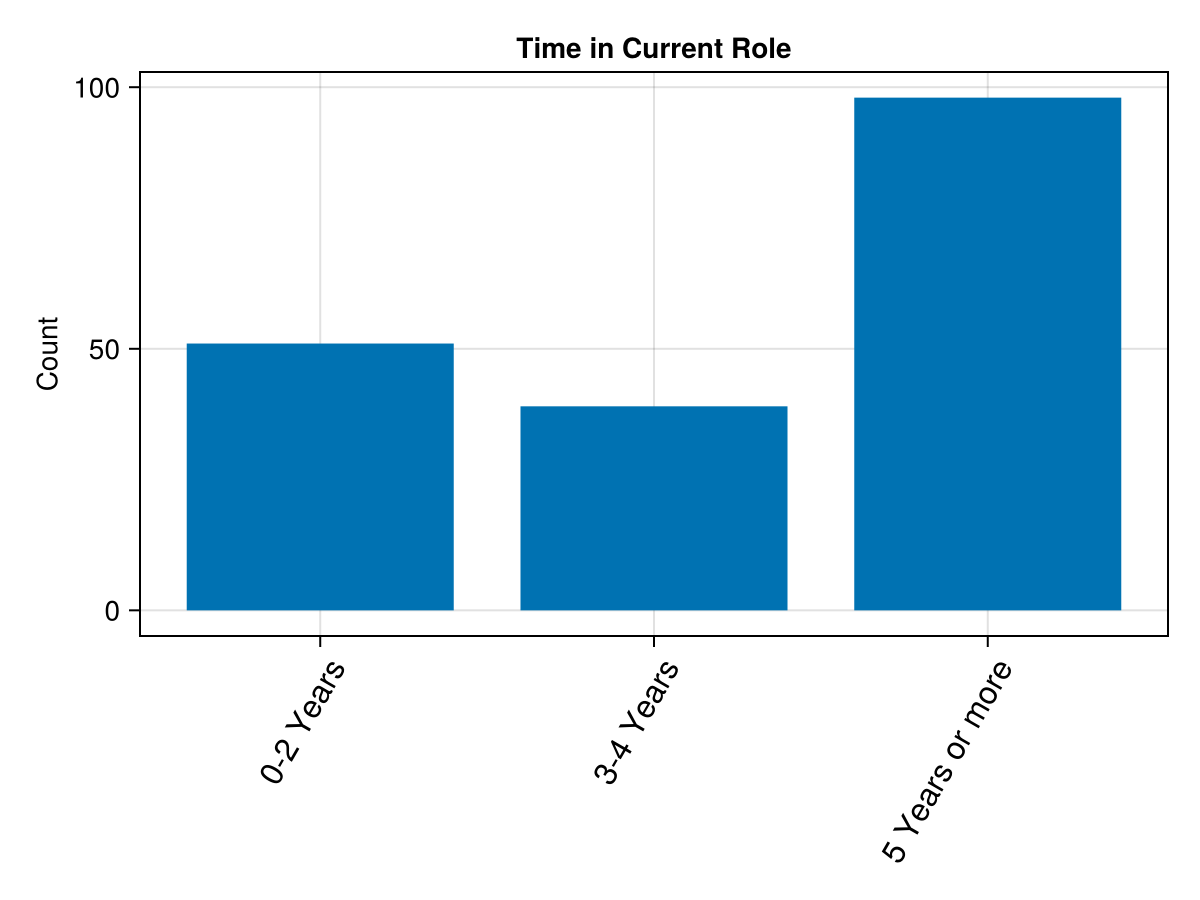 Time in Current Role
Count
100
50
0
0-2 Years
3-4 Years
5 Years or more